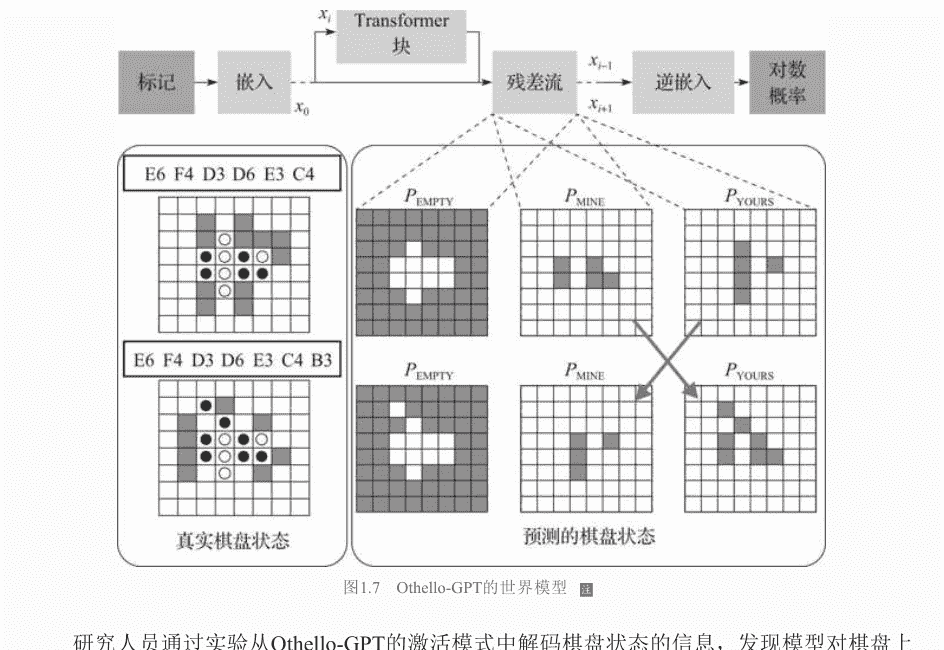 x_i
Transformer
块
标记
嵌入
x_0
残差流
x_{i-1}
x_{i+1}
逆嵌入
对数
概率
E6 F4 D3 D6 E3 C4
P_EMPTY
P_MINE
P_YOURS
E6 F4 D3 D6 E3 C4 B3
P_EMPTY
P_MINE
P_YOURS
真实棋盘状态
预测的棋盘状态
图1.7 Othello-GPT的世界模型 注
研究人员通过实验从Othello-GPT的激活模式中解码棋盘状态的信息，发现模型对棋盘上